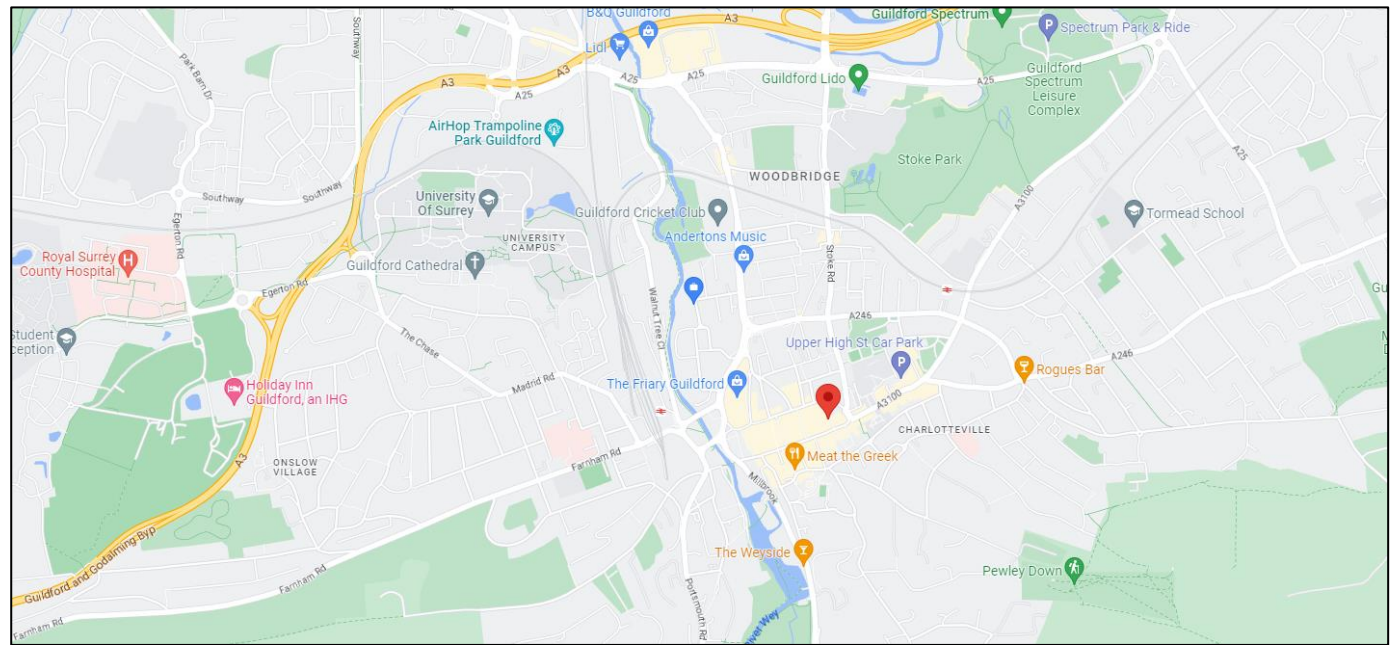 B&Q Guildford
A3
Guildford Spectrum
P
Spectrum Park & Ride
Southway
Park Barn Dr
Lidl
A3
A3
A25
A25
A25
Guildford Lido
A25
Guildford
Spectrum
Leisure
Complex
A25
AirHop Trampoline
Park Guildford
Stoke Park
A25
WOODBRIDGE
Southway
Southway
University
Of Surrey
A3100
Egerton Rd
Guildford Cricket Club
Tormead School
UNIVERSITY
CAMPUS
Andertons Music
Royal Surrey
County Hospital
H
Guildford Cathedral
Stoke Rd
Egerton Rd
Walnut Tree Cl
A246
Student
The Chase
Upper High St Car Park
P
A246
Rogues Bar
Madrid Rd
The Friary Guildford
Holiday Inn
Guildford, an IHG
A3100
CHARLOTTEVILLE
A3
ONSLOW
VILLAGE
Farnham Rd
Meat the Greek
Millbrook
Guildford and Godalming Byp
The Weyside
Pewley Down
Farnham Rd
Portsmouth Rd
Farnham Rd
Wey